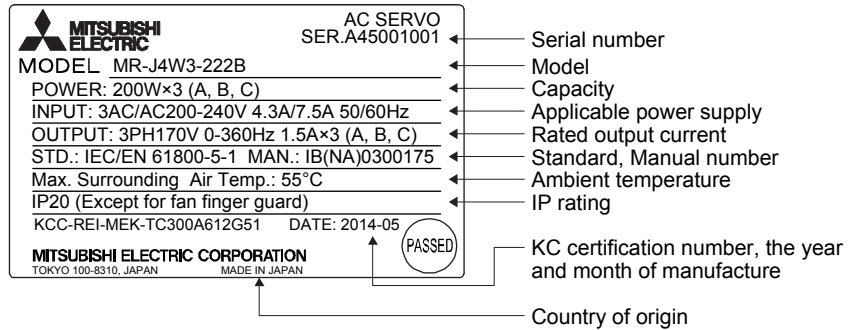 MITSUBISHI
ELECTRIC
AC SERVO
SER.A45001001
Serial number
MODEL MR-J4W3-222B
Model
POWER: 200W×3 (A, B, C)
Capacity
INPUT: 3AC/AC200-240V 4.3A/7.5A 50/60Hz
Applicable power supply
OUTPUT: 3PH170V 0-360Hz 1.5A×3 (A, B, C)
Rated output current
STD.: IEC/EN 61800-5-1 MAN.: IB(NA)0300175
Standard, Manual number
Max. Surrounding Air Temp.: 55°C
Ambient temperature
IP20 (Except for fan finger guard)
IP rating
KCC-REI-MEK-TC300A612G51 DATE: 2014-05
PASSED
KC certification number, the year
and month of manufacture
MITSUBISHI ELECTRIC CORPORATION
TOKYO 100-8310, JAPAN MADE IN JAPAN
Country of origin